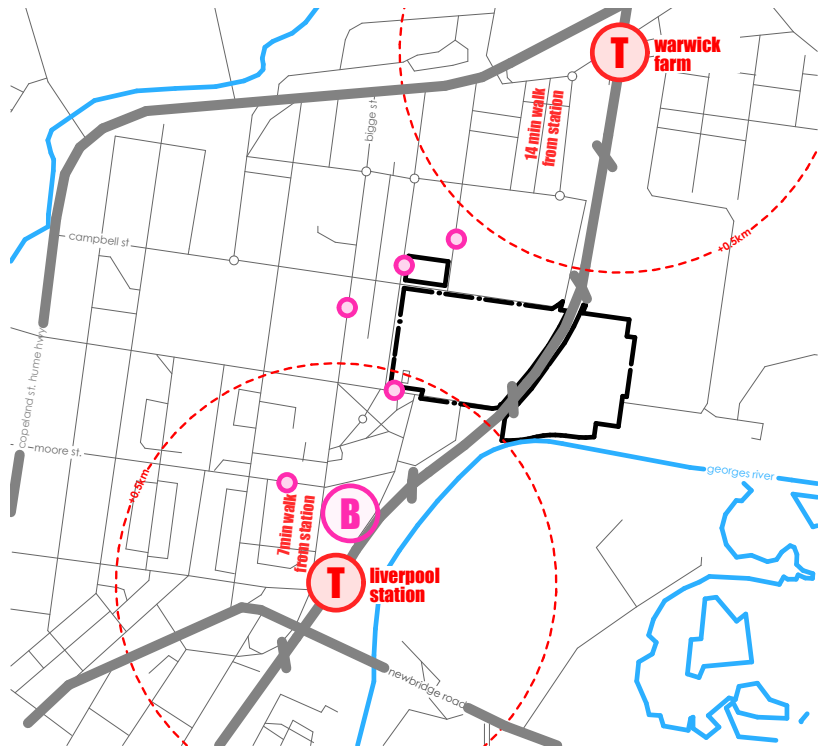 T
warwick
farm
bigge st
14 min walk
from station
+0.5km
campbell st
copeland st. hume hwy
moore st.
+0.5km
georges river
7min walk
from station
B
T
liverpool
station
newbridge road